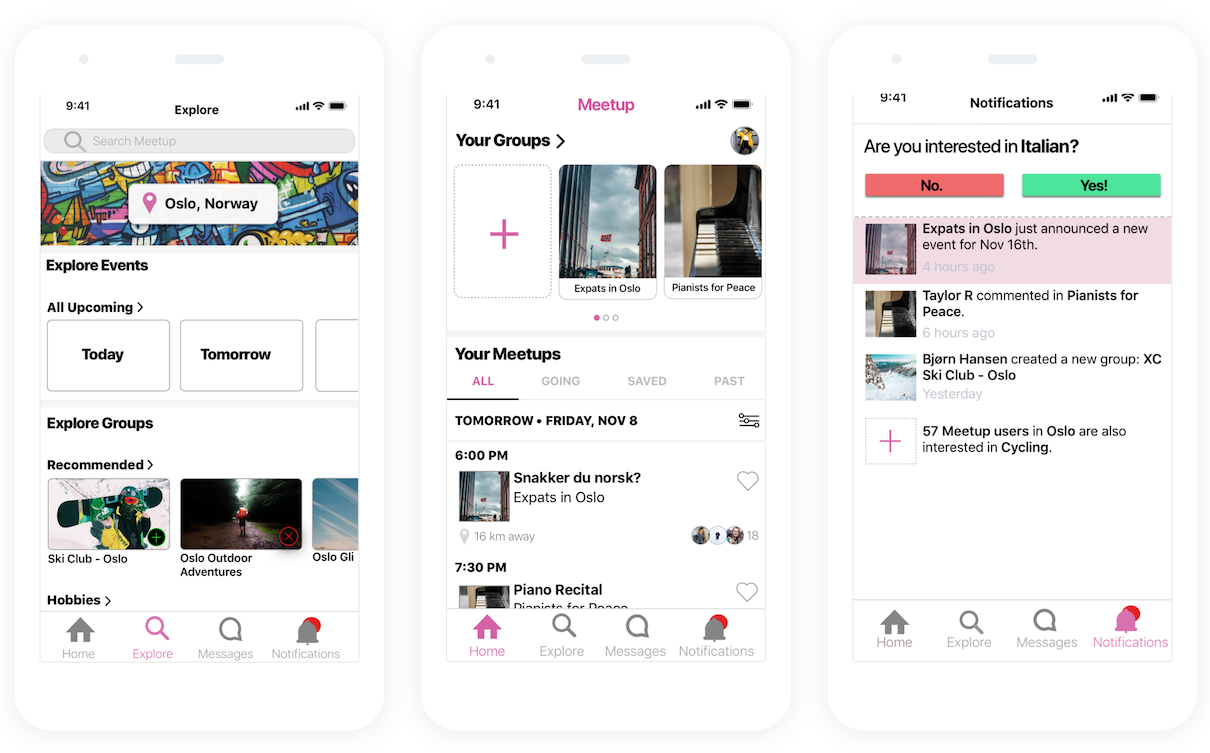 9:41
Explore
Search Meetup
Oslo, Norway
Explore Events
All Upcoming >
Today
Tomorrow
Explore Groups
Recommended >
Ski Club - Oslo
Oslo Outdoor
Adventures
Oslo Gli
Hobbies >
Home
Explore
Messages
Notifications
9:41
Meetup
Your Groups >
Expats in Oslo
Pianists for Peace
Your Meetups
ALL
GOING
SAVED
PAST
TOMORROW • FRIDAY, NOV 8
6:00 PM
Snakker du norsk?
Expats in Oslo
16 km away
18
7:30 PM
Piano Recital
Pianists for Peace
Home
Explore
Messages
Notifications
9:41
Notifications
Are you interested in Italian?
No.
Yes!
Expats in Oslo just announced a new
event for Nov 16th.
4 hours ago
Taylor R commented in Pianists for
Peace.
6 hours ago
Bjørn Hansen created a new group: XC
Ski Club - Oslo
Yesterday
57 Meetup users in Oslo are also
interested in Cycling.
Home
Explore
Messages
Notifications